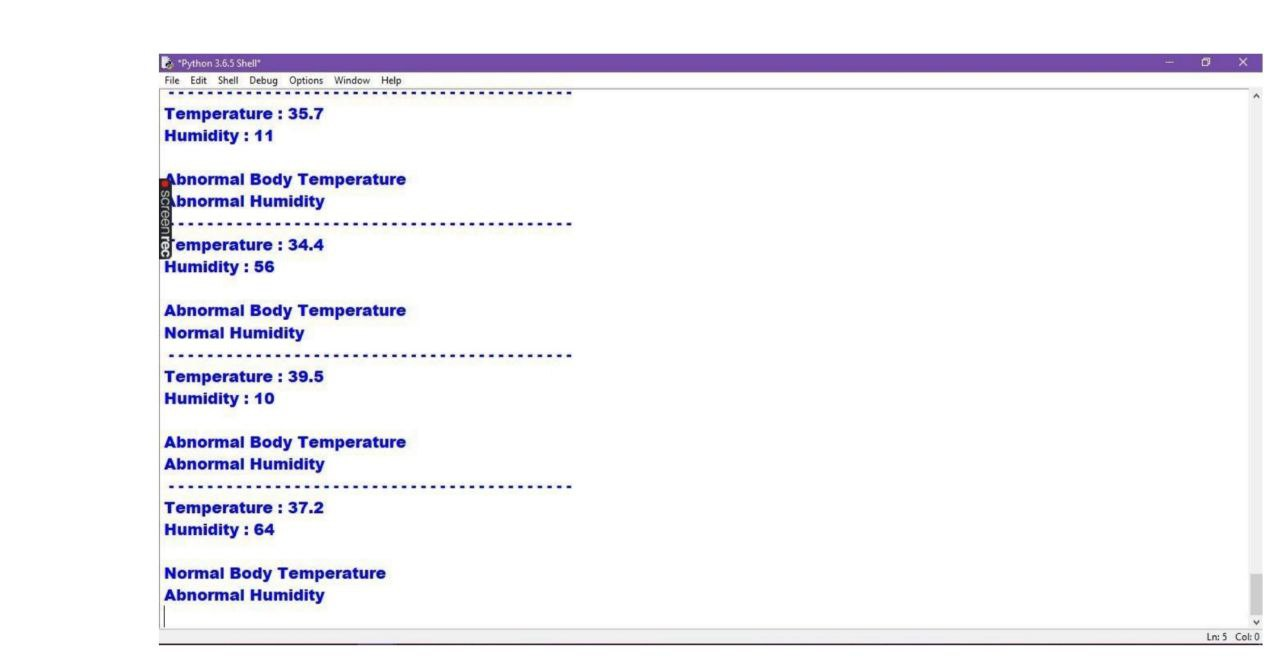 *Python 3.6.5 Shell*
File Edit Shell Debug Options Window Help
--------------------------------------------
Temperature : 35.7
Humidity : 11
Abnormal Body Temperature
Abnormal Humidity
--------------------------------------------
Temperature : 34.4
Humidity : 56
Abnormal Body Temperature
Normal Humidity
--------------------------------------------
Temperature : 39.5
Humidity : 10
Abnormal Body Temperature
Abnormal Humidity
--------------------------------------------
Temperature : 37.2
Humidity : 64
Normal Body Temperature
Abnormal Humidity
screenrec
Ln: 5 Col: 0